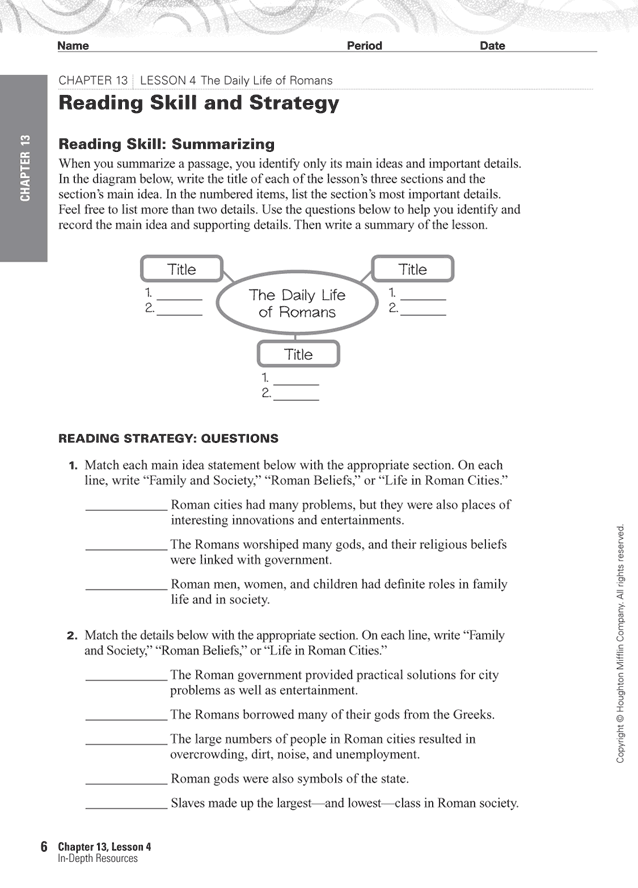 Name Period Date
CHAPTER 13 LESSON 4 The Daily Life of Romans
Reading Skill and Strategy
CHAPTER 13
Reading Skill: Summarizing
When you summarize a passage, you identify only its main ideas and important details.
In the diagram below, write the title of each of the lesson's three sections and the
section's main idea. In the numbered items, list the section's most important details.
Feel free to list more than two details. Use the questions below to help you identify and
record the main idea and supporting details. Then write a summary of the lesson.
Title
1. ______
2. ______
The Daily Life
of Romans
Title
1. ______
2. ______
Title
1. ______
2. ______
READING STRATEGY: QUESTIONS
1. Match each main idea statement below with the appropriate section. On each
line, write “Family and Society,” “Roman Beliefs,” or “Life in Roman Cities.”
____________ Roman cities had many problems, but they were also places of
interesting innovations and entertainments.
____________ The Romans worshiped many gods, and their religious beliefs
were linked with government.
____________ Roman men, women, and children had definite roles in family
life and in society.
2. Match the details below with the appropriate section. On each line, write “Family
and Society,” “Roman Beliefs,” or “Life in Roman Cities.”
____________ The Roman government provided practical solutions for city
problems as well as entertainment.
____________ The Romans borrowed many of their gods from the Greeks.
____________ The large numbers of people in Roman cities resulted in
overcrowding, dirt, noise, and unemployment.
____________ Roman gods were also symbols of the state.
____________ Slaves made up the largest—and lowest—class in Roman society.
Copyright © Houghton Mifflin Company. All rights reserved.
6 Chapter 13, Lesson 4
In-Depth Resources